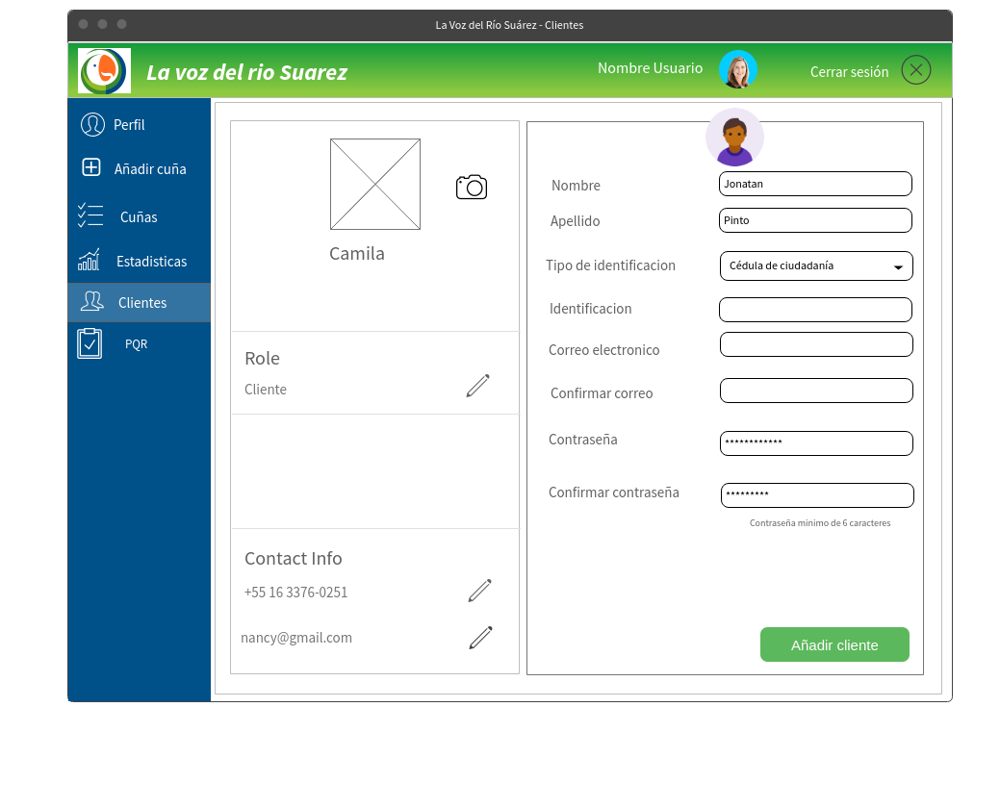 La Voz del Río Suárez - Clientes
La voz del rio Suarez
Nombre Usuario
Cerrar sesión
Perfil
Añadir cuña
Cuñas
Estadisticas
Clientes
PQR
Camila
Role
Cliente
Contact Info
+55 16 3376-0251
nancy@gmail.com
Nombre
Jonatan
Apellido
Pinto
Tipo de identificacion
Cédula de ciudadanía
Identificacion
Correo electronico
Confirmar correo
Contraseña
************
Confirmar contraseña
*********
Contraseña minimo de 6 caracteres
Añadir cliente